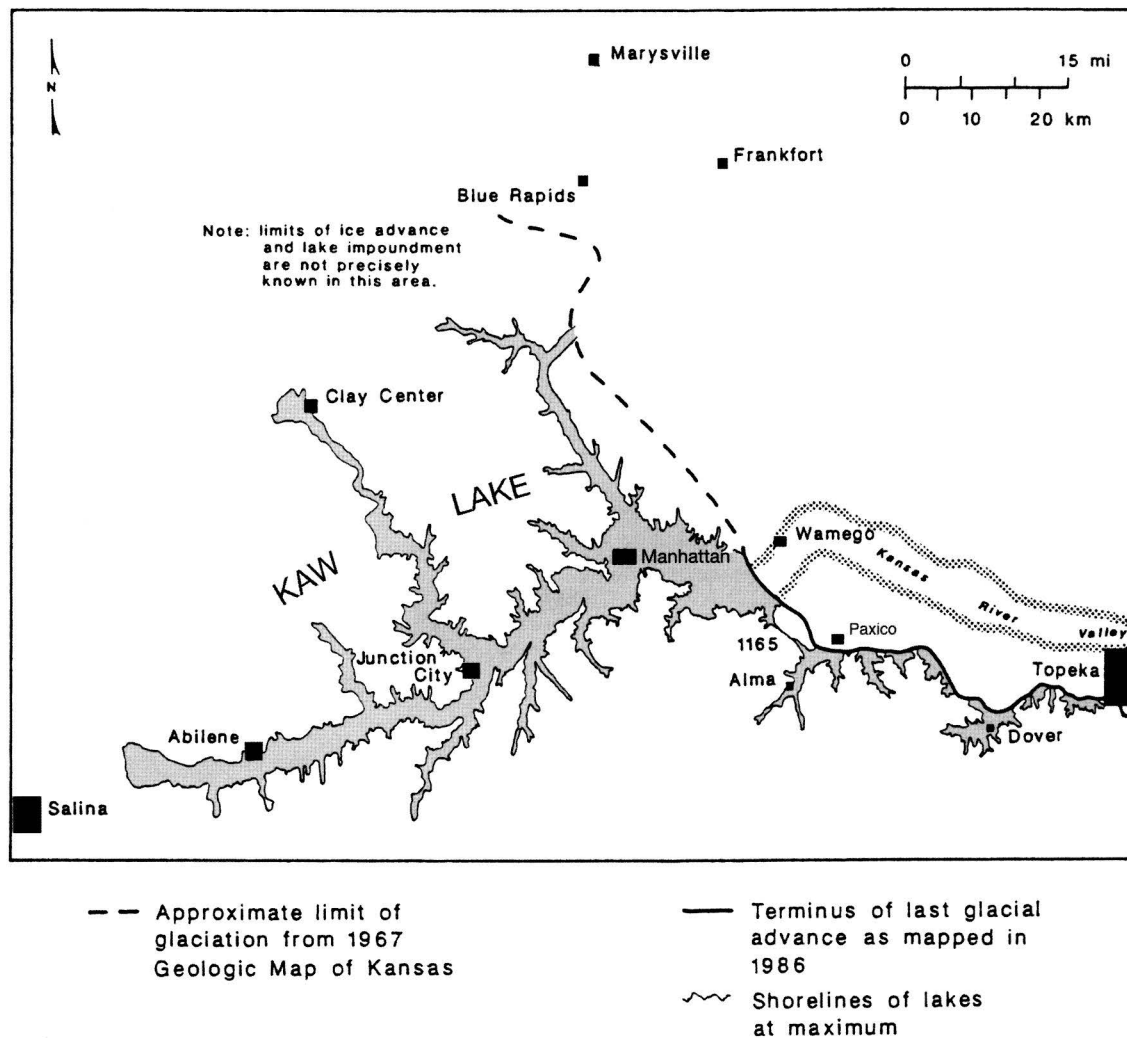 Marysville
0 15 mi
0 10 20 km
N
Frankfort
Blue Rapids
Note: limits of ice advance
and lake impoundment
are not precisely
known in this area.
Clay Center
LAKE
KAW
Wamego
Kansas
River
Valley
Manhattan
1165
Paxico
Junction
City
Alma
Topeka
Abilene
Dover
Salina
Approximate limit of
glaciation from 1967
Geologic Map of Kansas
Terminus of last glacial
advance as mapped in
1986
Shorelines of lakes
at maximum